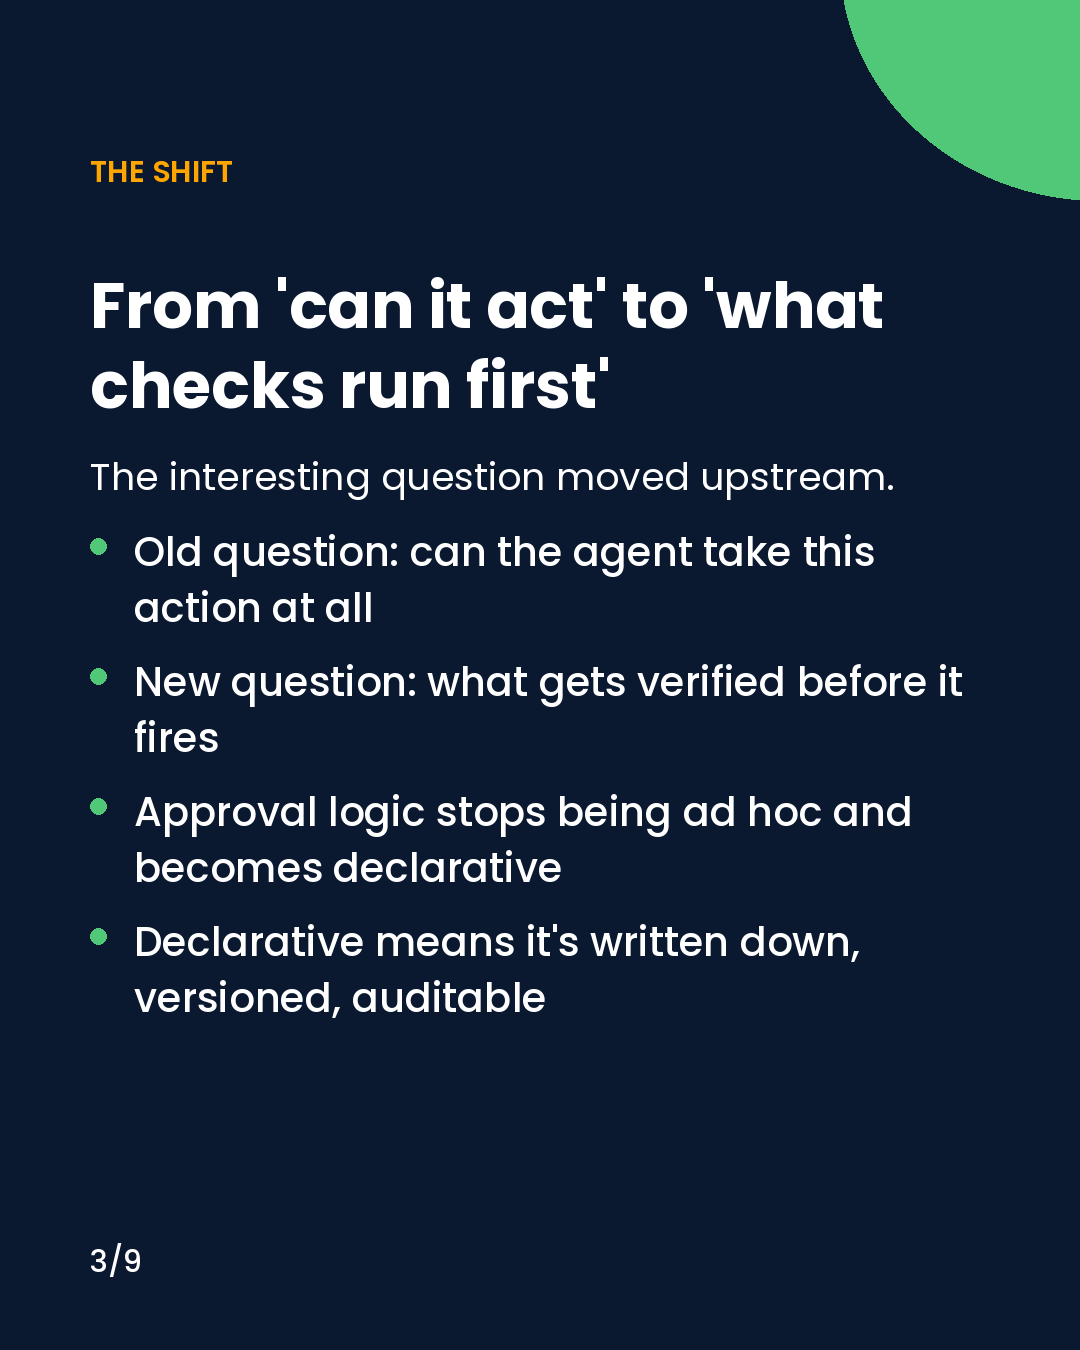 THE SHIFT
From 'can it act' to 'what
checks run first'
The interesting question moved upstream.
Old question: can the agent take this
action at all
New question: what gets verified before it
fires
Approval logic stops being ad hoc and
becomes declarative
Declarative means it's written down,
versioned, auditable
3/9